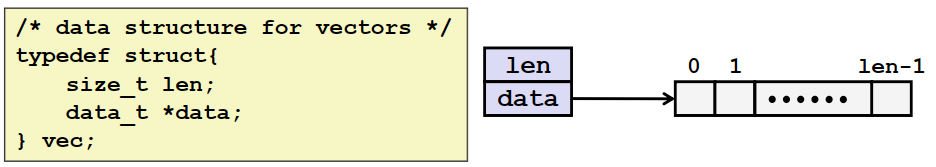 /* data structure for vectors */
typedef struct{
    size_t len;
    data_t *data;
} vec;
len
data
0 1 len-1